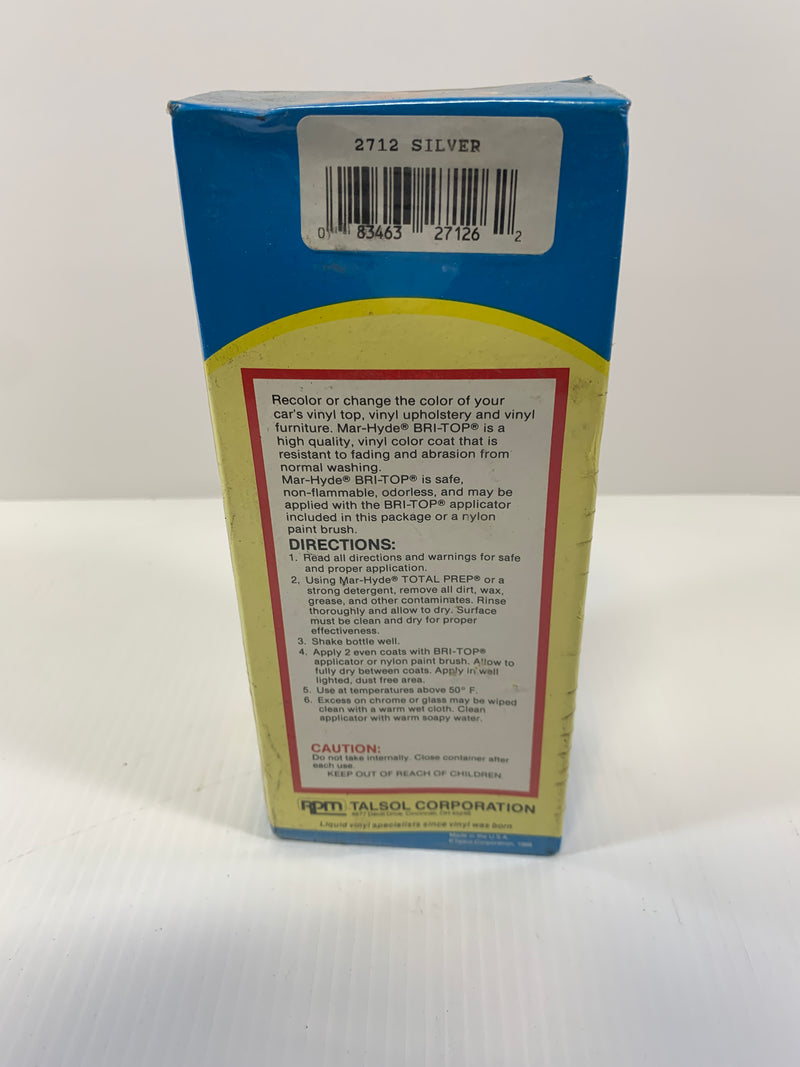 2712 SILVER
0 83463 27126 2
Recolor or change the color of your
car's vinyl top, vinyl upholstery and vinyl
furniture. Mar-Hyde® BRI-TOP® is a
high quality, vinyl color coat that is
resistant to fading and abrasion from
normal washing.
Mar-Hyde® BRI-TOP® is safe,
non-flammable, odorless, and may be
applied with the BRI-TOP® applicator
included in this package or a nylon
paint brush.
DIRECTIONS:
1. Read all directions and warnings for safe
and proper application.
2, Using Mar-Hyde® TOTAL PREP® or a
strong detergent, remove all dirt, wax,
grease, and other contaminates. Rinse
thoroughly and allow to dry. Surface
must be clean and dry for proper
effectiveness.
3. Shake bottle well.
4. Apply 2 even coats with BRI-TOP®
applicator or nylon paint brush. Allow to
fully dry between coats. Apply in well
lighted, dust free area.
5. Use at temperatures above 50° F.
6. Excess on chrome or glass may be wiped
clean with a warm wet cloth. Clean
applicator with warm soapy water.
CAUTION:
Do not take internally. Close container after
each use.
KEEP OUT OF REACH OF CHILDREN.
rpm TALSOL CORPORATION
Drive, Cincinnati, OH
Liquid vinyl specialists since vinyl was born
Made in the U.S.A.
©Talsol Corporation,